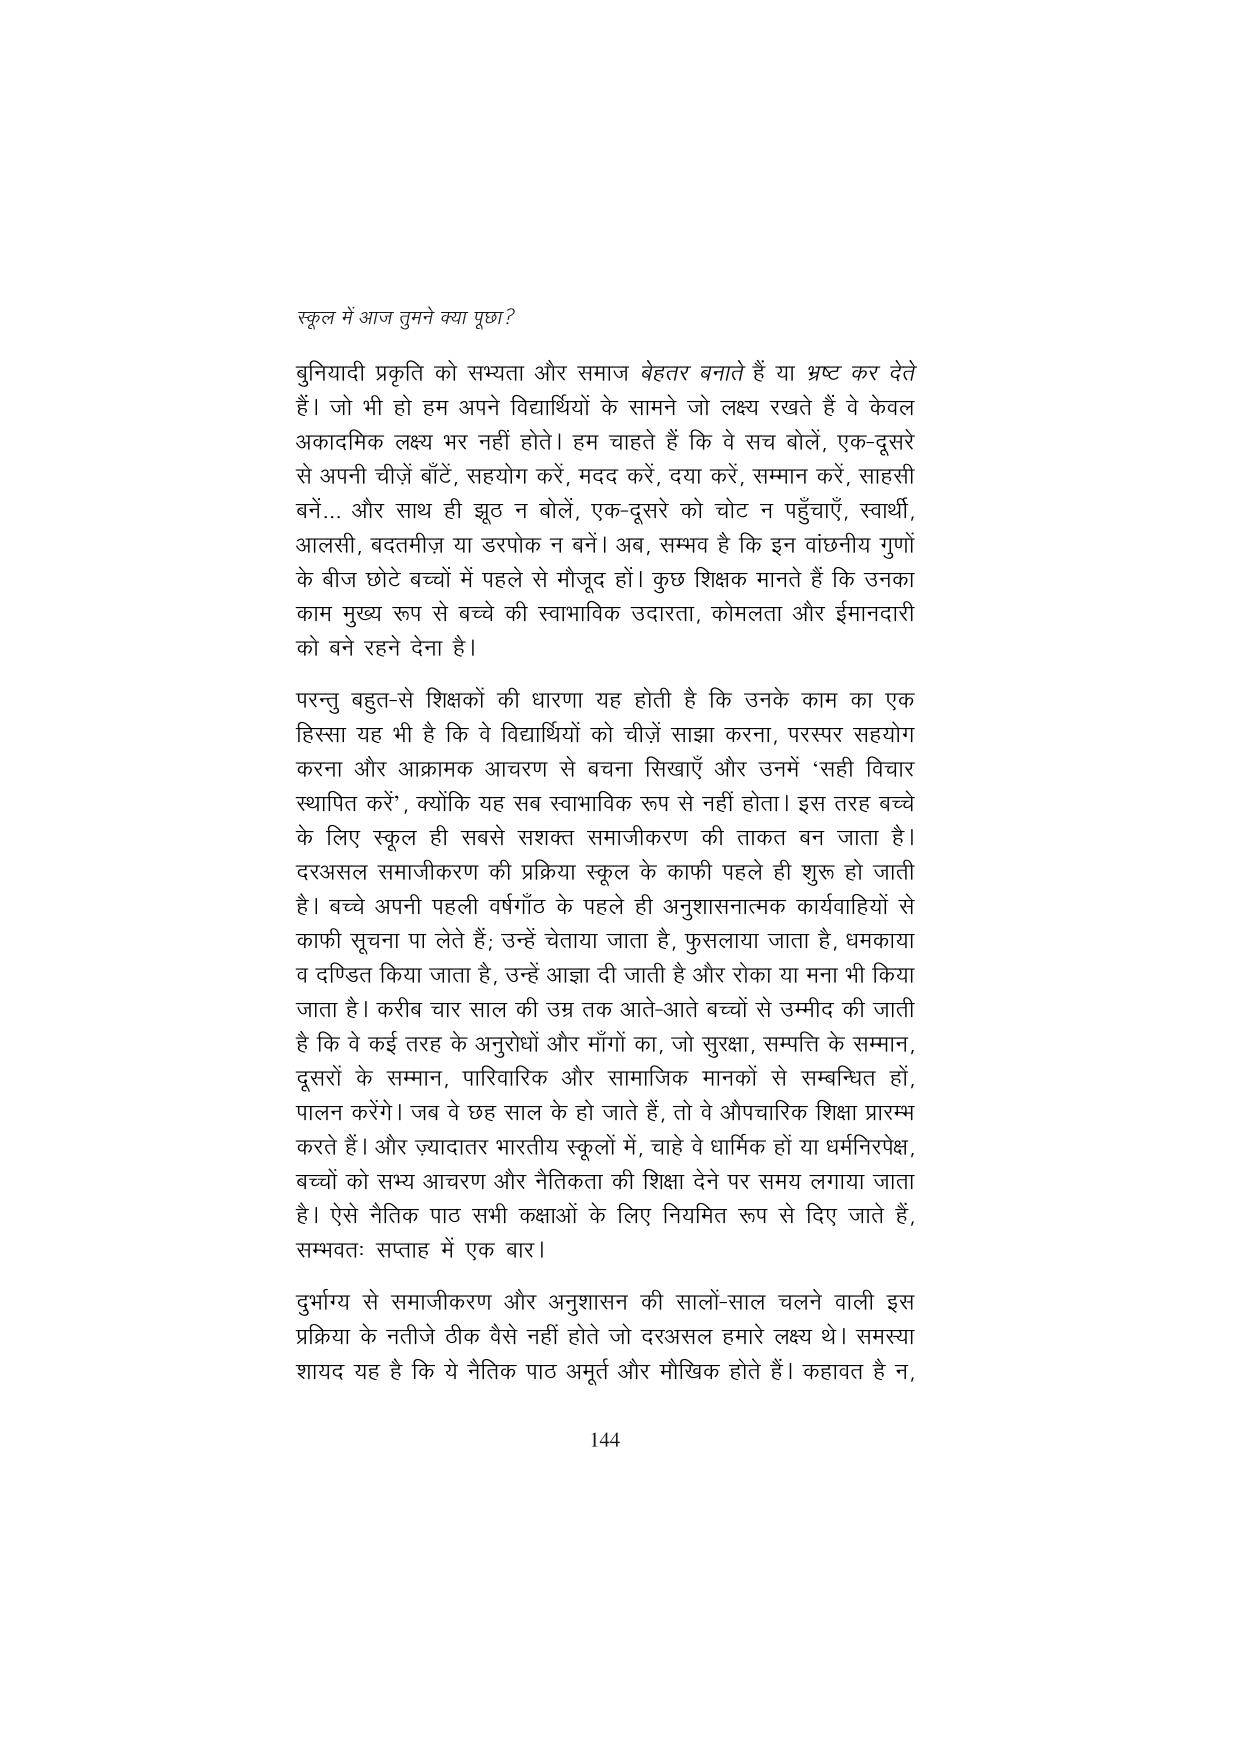 स्कूल में आज तुमने क्या पूछा?
बुनियादी प्रकृति को सभ्यता और समाज बेहतर बनाते हैं या भ्रष्ट कर देते
हैं। जो भी हो हम अपने विद्यार्थियों के सामने जो लक्ष्य रखते हैं वे केवल
अकादमिक लक्ष्य भर नहीं होते। हम चाहते हैं कि वे सच बोलें, एक-दूसरे
से अपनी चीज़ें बाँटें, सहयोग करें, मदद करें, दया करें, सम्मान करें, साहसी
बनें... और साथ ही झूठ न बोलें, एक-दूसरे को चोट न पहुँचाएँ, स्वार्थी,
आलसी, बदतमीज़ या डरपोक न बनें। अब, सम्भव है कि इन वांछनीय गुणों
के बीज छोटे बच्चों में पहले से मौजूद हों। कुछ शिक्षक मानते हैं कि उनका
काम मुख्य रूप से बच्चे की स्वाभाविक उदारता, कोमलता और ईमानदारी
को बने रहने देना है।
परन्तु बहुत-से शिक्षकों की धारणा यह होती है कि उनके काम का एक
हिस्सा यह भी है कि वे विद्यार्थियों को चीज़ें साझा करना, परस्पर सहयोग
करना और आक्रामक आचरण से बचना सिखाएँ और उनमें ‘सही विचार
स्थापित करें’, क्योंकि यह सब स्वाभाविक रूप से नहीं होता। इस तरह बच्चे
के लिए स्कूल ही सबसे सशक्त समाजीकरण की ताकत बन जाता है।
दरअसल समाजीकरण की प्रक्रिया स्कूल के काफी पहले ही शुरू हो जाती
है। बच्चे अपनी पहली वर्षगाँठ के पहले ही अनुशासनात्मक कार्यवाहियों से
काफी सूचना पा लेते हैं; उन्हें चेताया जाता है, फुसलाया जाता है, धमकाया
व दण्डित किया जाता है, उन्हें आज्ञा दी जाती है और रोका या मना भी किया
जाता है। करीब चार साल की उम्र तक आते-आते बच्चों से उम्मीद की जाती
है कि वे कई तरह के अनुरोधों और माँगों का, जो सुरक्षा, सम्पत्ति के सम्मान,
दूसरों के सम्मान, पारिवारिक और सामाजिक मानकों से सम्बन्धित हों,
पालन करेंगे। जब वे छह साल के हो जाते हैं, तो वे औपचारिक शिक्षा प्रारम्भ
करते हैं। और ज़्यादातर भारतीय स्कूलों में, चाहे वे धार्मिक हों या धर्मनिरपेक्ष,
बच्चों को सभ्य आचरण और नैतिकता की शिक्षा देने पर समय लगाया जाता
है। ऐसे नैतिक पाठ सभी कक्षाओं के लिए नियमित रूप से दिए जाते हैं,
सम्भवतः सप्ताह में एक बार।
दुर्भाग्य से समाजीकरण और अनुशासन की सालों-साल चलने वाली इस
प्रक्रिया के नतीजे ठीक वैसे नहीं होते जो दरअसल हमारे लक्ष्य थे। समस्या
शायद यह है कि ये नैतिक पाठ अमूर्त और मौखिक होते हैं। कहावत है न,
144